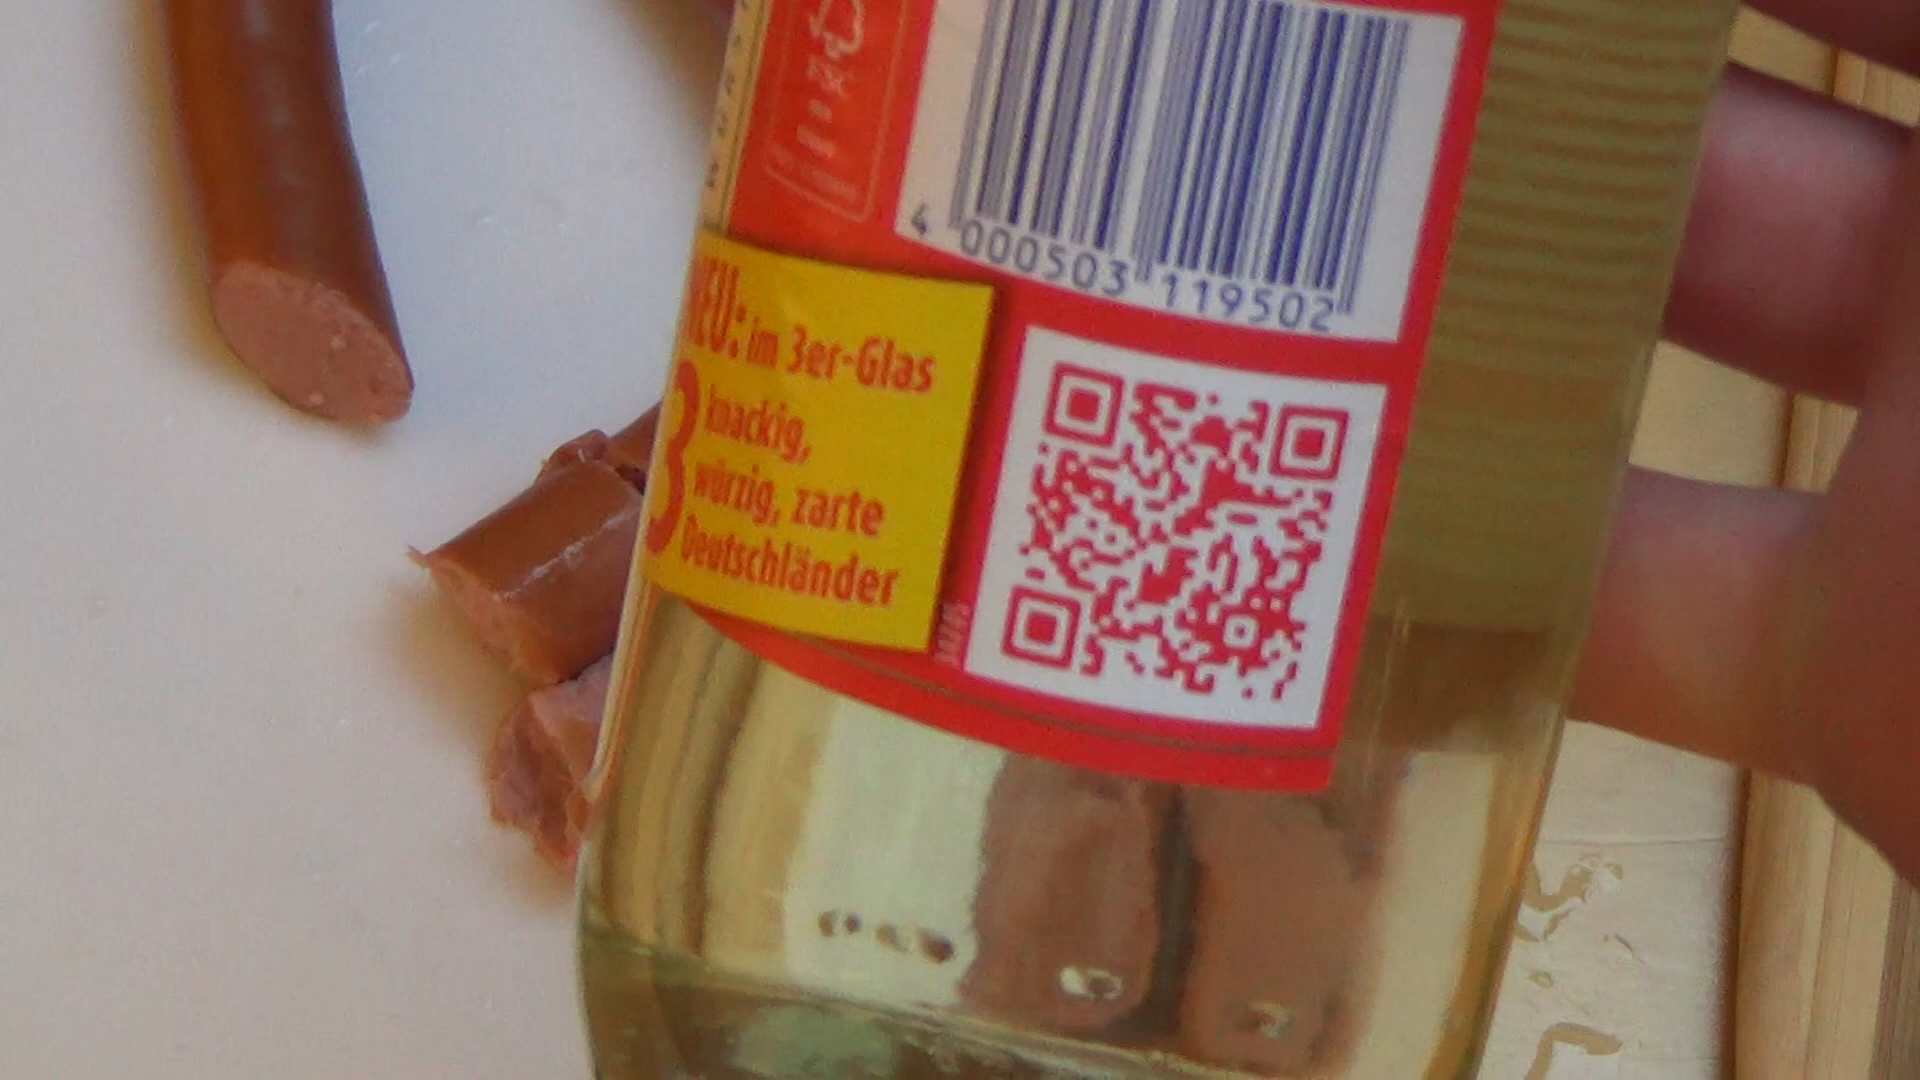 4 000503 119502
NEU: im 3er-Glas
3
knackig,
würzig, zarte
Deutschländer